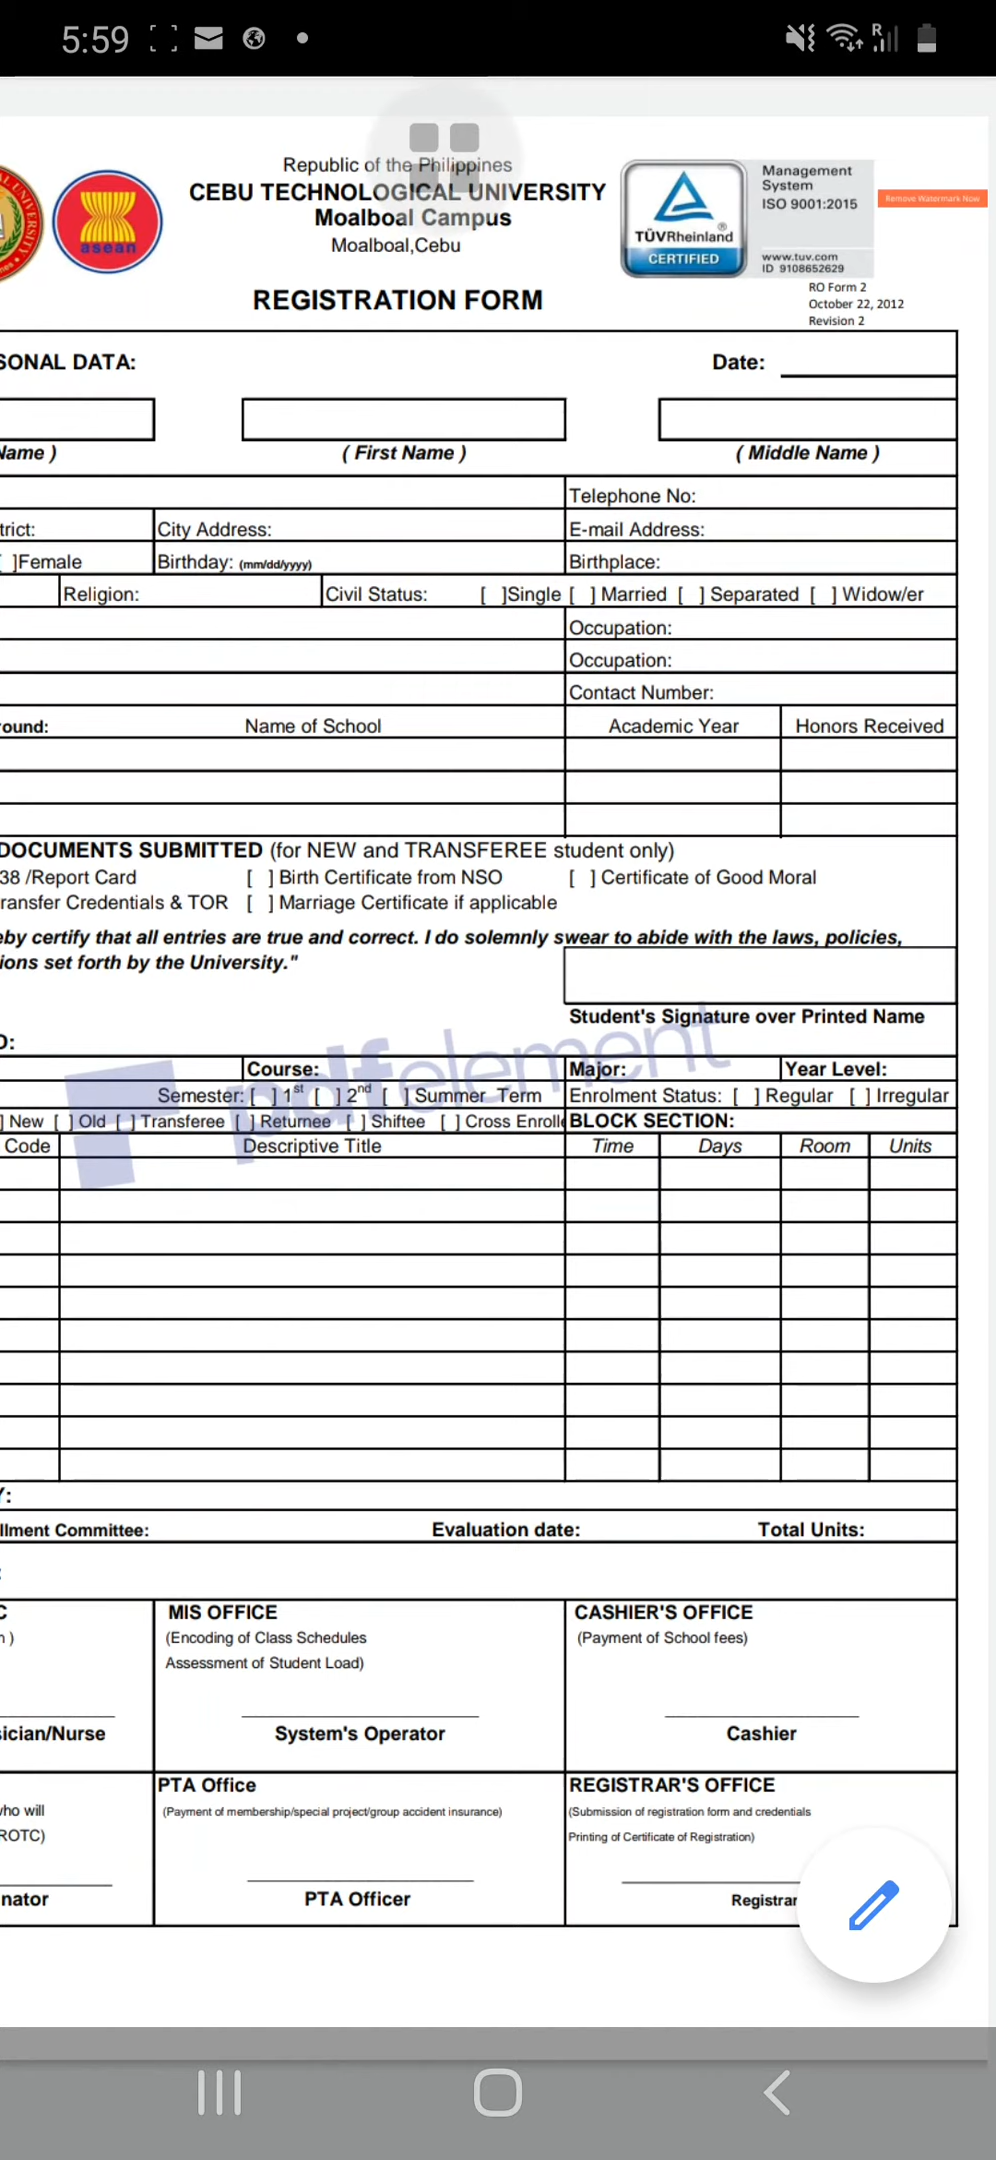 5:59
Republic of the Philippines
CEBU TECHNOLOGICAL UNIVERSITY
Moalboal Campus
Moalboal,Cebu
asean
TÜVRheinland®
CERTIFIED
Management
System
ISO 9001:2015
www.tuv.com
ID 9108652629
Remove Watermark Now
RO Form 2
October 22, 2012
Revision 2
REGISTRATION FORM
SONAL DATA: Date:
Name ) ( First Name ) ( Middle Name )
Telephone No:
trict: City Address: E-mail Address:
]Female Birthday: (mm/dd/yyyy) Birthplace:
Religion: Civil Status: [ ]Single [ ] Married [ ] Separated [ ] Widow/er
Occupation:
Occupation:
Contact Number:
round: Name of School Academic Year Honors Received
DOCUMENTS SUBMITTED (for NEW and TRANSFEREE student only)
38 /Report Card [ ] Birth Certificate from NSO [ ] Certificate of Good Moral
ransfer Credentials & TOR [ ] Marriage Certificate if applicable
eby certify that all entries are true and correct. I do solemnly swear to abide with the laws, policies,
ions set forth by the University."
Student's Signature over Printed Name
pdfelement
D:
Course: Major: Year Level:
Semester: [ ] 1st [ ] 2nd [ ] Summer Term Enrolment Status: [ ] Regular [ ] Irregular
] New [ ] Old [ ] Transferee [ ] Returnee [ ] Shiftee [ ] Cross Enrolle BLOCK SECTION:
Code Descriptive Title Time Days Room Units
Y:
llment Committee: Evaluation date: Total Units:
:
C MIS OFFICE CASHIER'S OFFICE
n ) (Encoding of Class Schedules (Payment of School fees)
Assessment of Student Load)
ician/Nurse System's Operator Cashier
PTA Office REGISTRAR'S OFFICE
who will (Payment of membership/special project/group accident insurance) (Submission of registration form and credentials
ROTC) Printing of Certificate of Registration)
nator PTA Officer Registrar